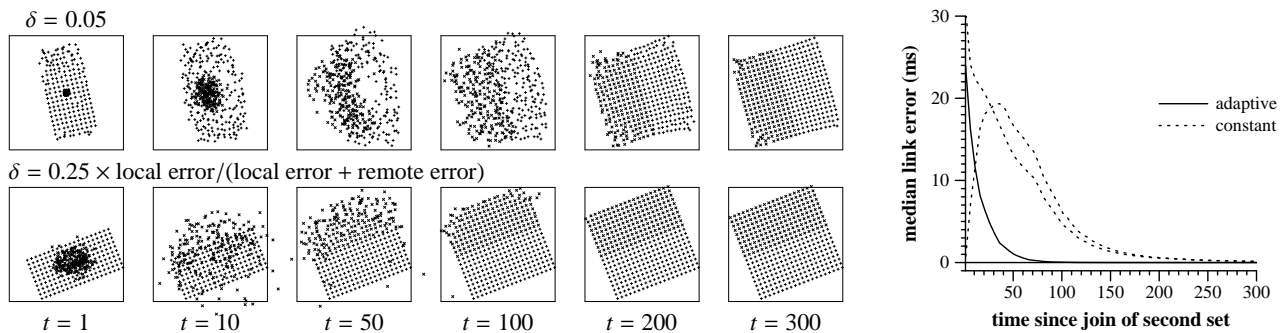 δ = 0.05
δ = 0.25 × local error/(local error + remote error)
t = 1
t = 10
t = 50
t = 100
t = 200
t = 300
median link error (ms)
30
20
10
0
adaptive
constant
50 100 150 200 250 300
time since join of second set